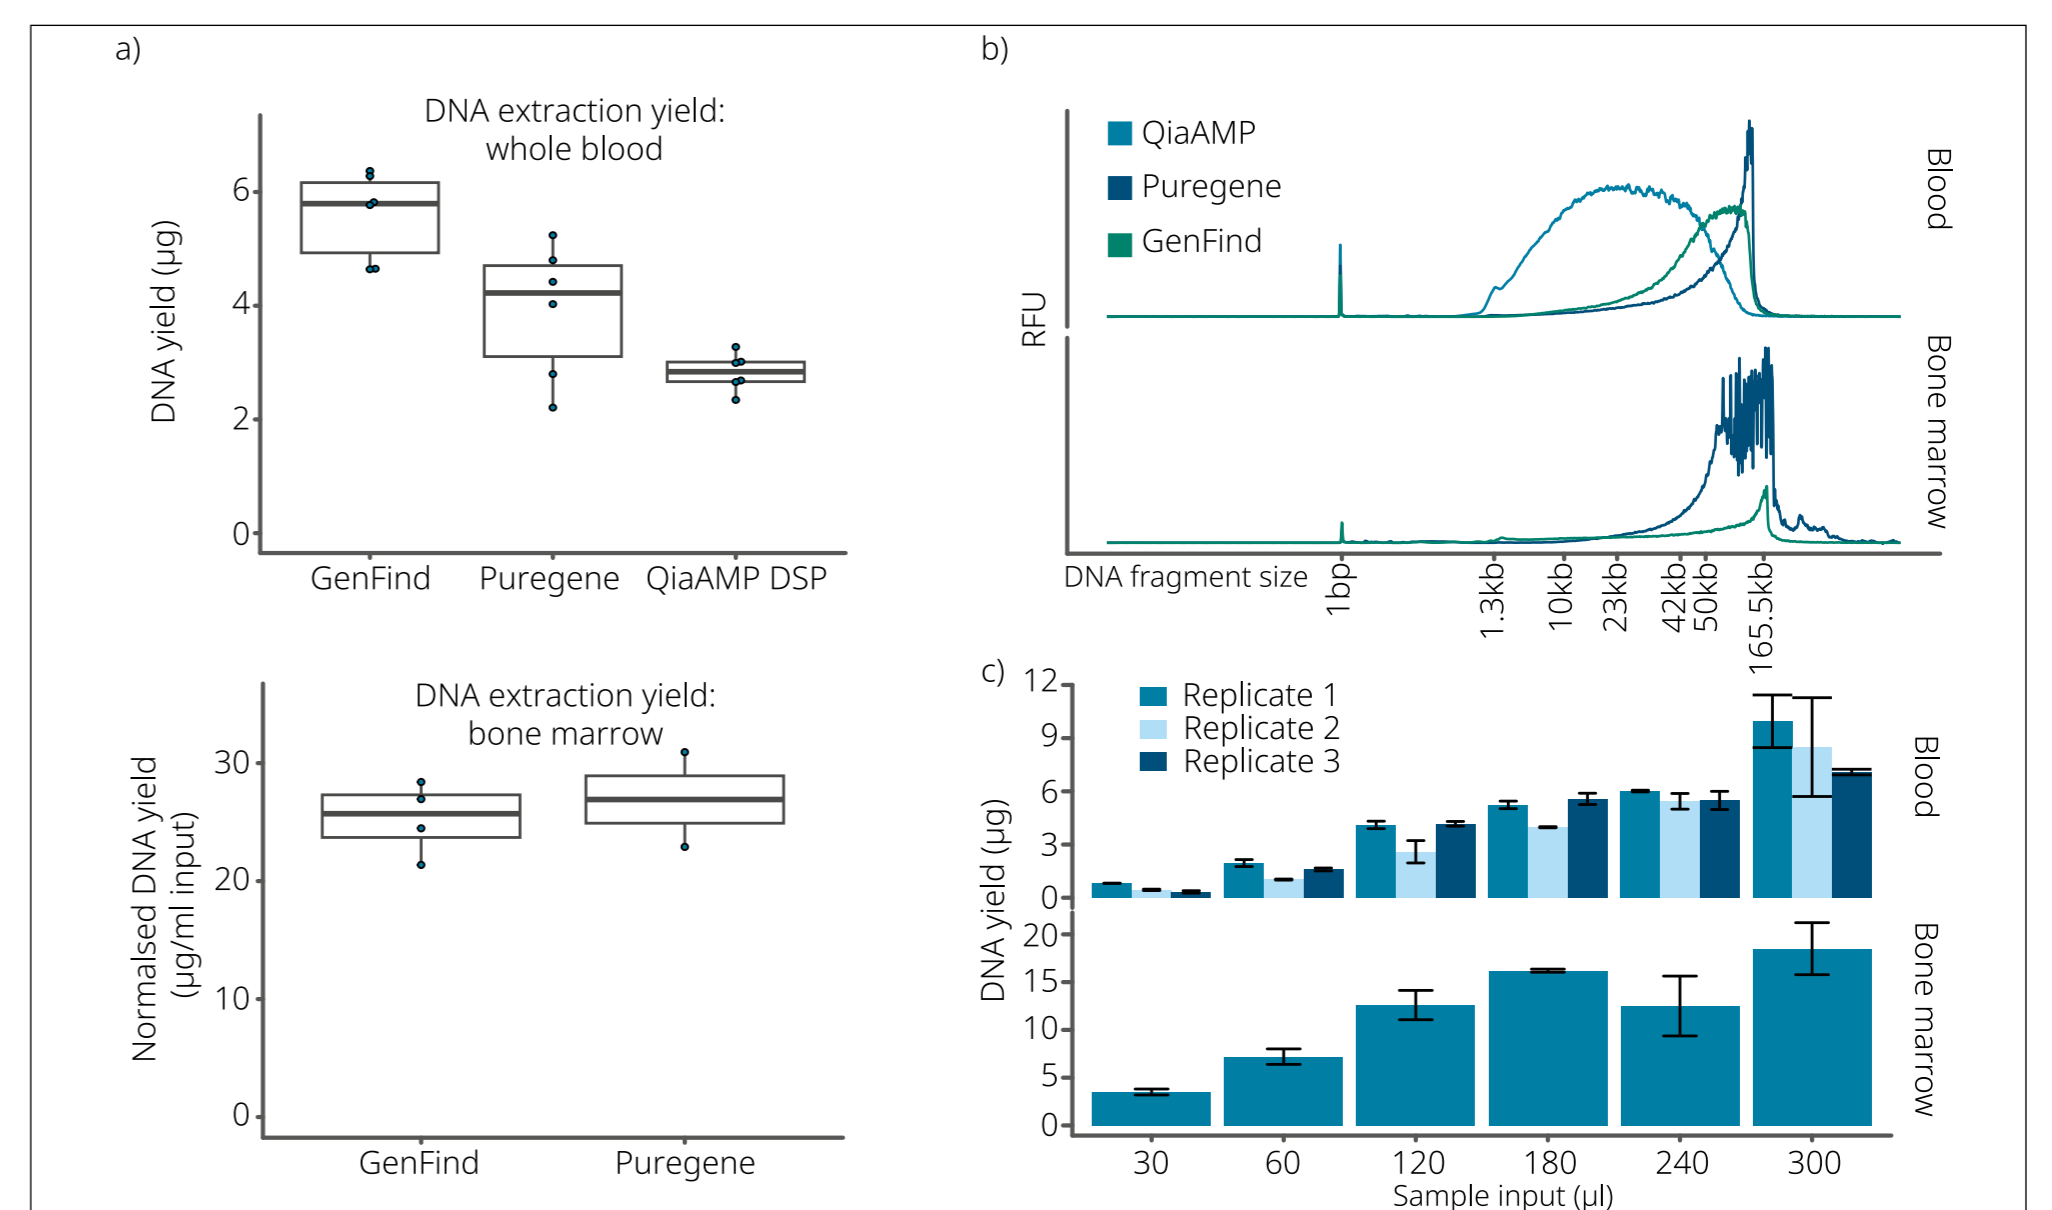 a)
DNA extraction yield:
whole blood
DNA yield (µg)
6
4
2
0
GenFind
Puregene
QiaAMP DSP
DNA extraction yield:
bone marrow
Normalsed DNA yield
(µg/ml input)
30
20
10
0
GenFind
Puregene
b)
QiaAMP
Puregene
GenFind
RFU
Blood
Bone marrow
DNA fragment size
1bp
1.3kb
10kb
23kb
42kb
50kb
165.5kb
c)
Replicate 1
Replicate 2
Replicate 3
DNA yield (µg)
12
9
6
3
0
Blood
20
15
10
5
0
Bone marrow
30
60
120
180
240
300
Sample input (µl)